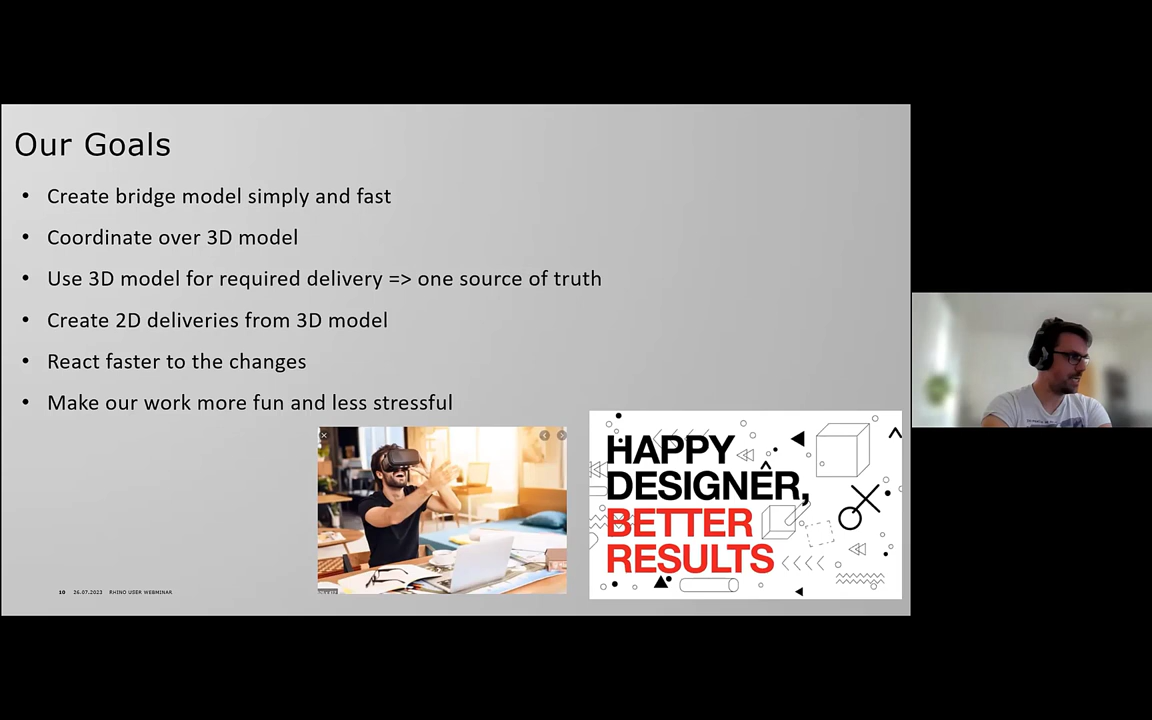 Our Goals
• Create bridge model simply and fast
• Coordinate over 3D model
• Use 3D model for required delivery => one source of truth
• Create 2D deliveries from 3D model
• React faster to the changes
• Make our work more fun and less stressful
HAPPY
DESIGNER,
BETTER
RESULTS
10 26.07.2023 RHINO USER WEBMINAR